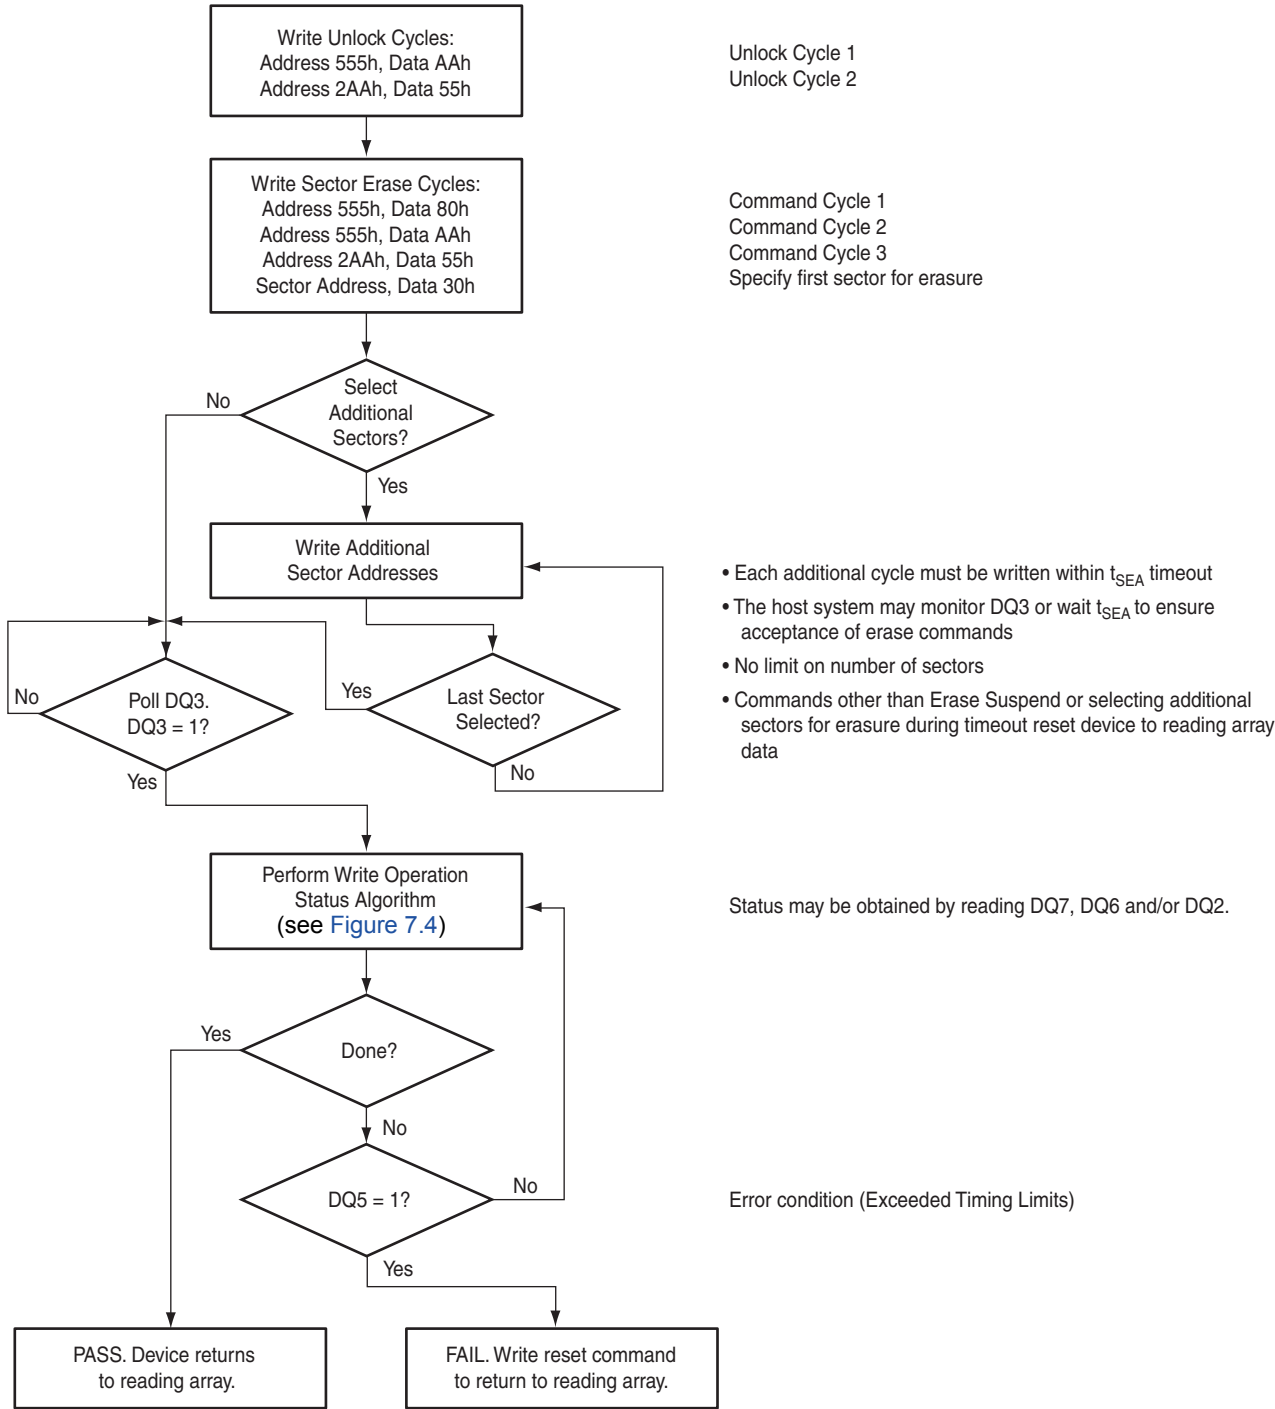 Write Unlock Cycles:
Address 555h, Data AAh
Address 2AAh, Data 55h
Unlock Cycle 1
Unlock Cycle 2
Write Sector Erase Cycles:
Address 555h, Data 80h
Address 555h, Data AAh
Address 2AAh, Data 55h
Sector Address, Data 30h
Command Cycle 1
Command Cycle 2
Command Cycle 3
Specify first sector for erasure
Select
Additional
Sectors?
No
Yes
Write Additional
Sector Addresses
• Each additional cycle must be written within tSEA timeout
• The host system may monitor DQ3 or wait tSEA to ensure
acceptance of erase commands
• No limit on number of sectors
• Commands other than Erase Suspend or selecting additional
sectors for erasure during timeout reset device to reading array
data
No
Poll DQ3.
DQ3 = 1?
Yes
Yes
Last Sector
Selected?
No
Perform Write Operation
Status Algorithm
(see Figure 7.4)
Status may be obtained by reading DQ7, DQ6 and/or DQ2.
Yes
Done?
No
DQ5 = 1?
No
Yes
Error condition (Exceeded Timing Limits)
PASS. Device returns
to reading array.
FAIL. Write reset command
to return to reading array.